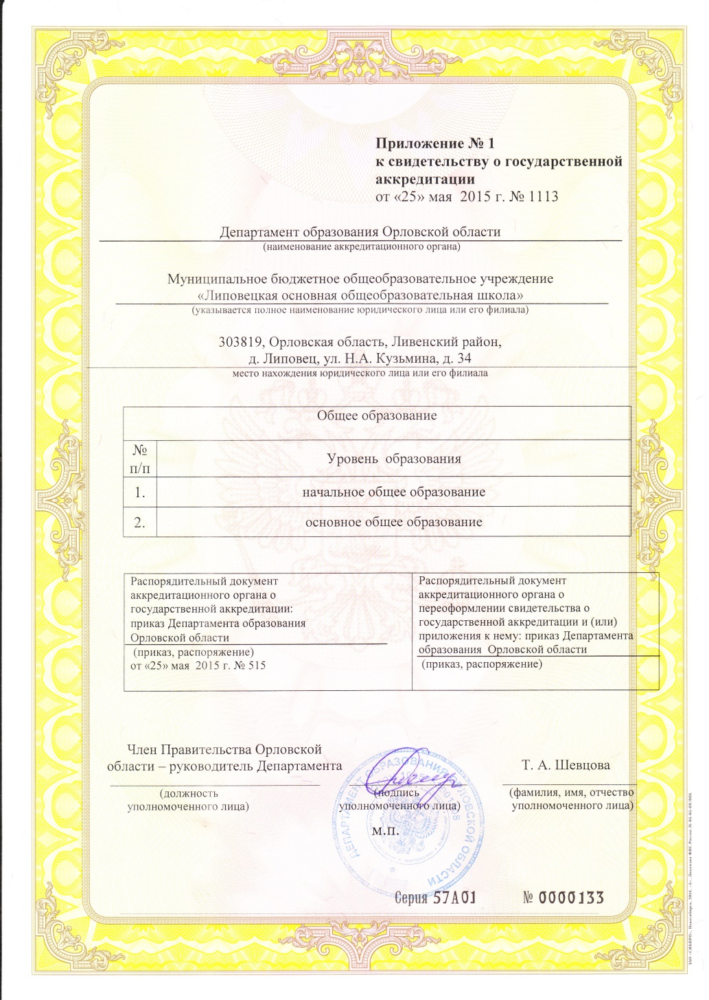 Приложение № 1
к свидетельству о государственной
аккредитации
от «25» мая 2015 г. № 1113
Департамент образования Орловской области
(наименование аккредитационного органа)
Муниципальное бюджетное общеобразовательное учреждение
«Липовецкая основная общеобразовательная школа»
(указывается полное наименование юридического лица или его филиала)
303819, Орловская область, Ливенский район,
д. Липовец, ул. Н.А. Кузьмина, д. 34
место нахождения юридического лица или его филиала
Общее образование
№
п/п
Уровень образования
1.
начальное общее образование
2.
основное общее образование
Распорядительный документ
аккредитационного органа о
государственной аккредитации:
приказ Департамента образования
Орловской области
(приказ, распоряжение)
от «25» мая 2015 г. № 515
Распорядительный документ
аккредитационного органа о
переоформлении свидетельства о
государственной аккредитации и (или)
приложения к нему: приказ Департамента
образования Орловской области
(приказ, распоряжение)
Член Правительства Орловской
области – руководитель Департамента
(должность
уполномоченного лица)
(подпись
уполномоченного лица)
Т. А. Шевцова
(фамилия, имя, отчество
уполномоченного лица)
м.п.
ДЕПАРТАМЕНТ ОБРАЗОВАНИЯ ОРЛОВСКОЙ ОБЛАСТИ
Серия 57А01
№ 0000133
ЗАО «СИБПРО», Новосибирск, 2014, «А».